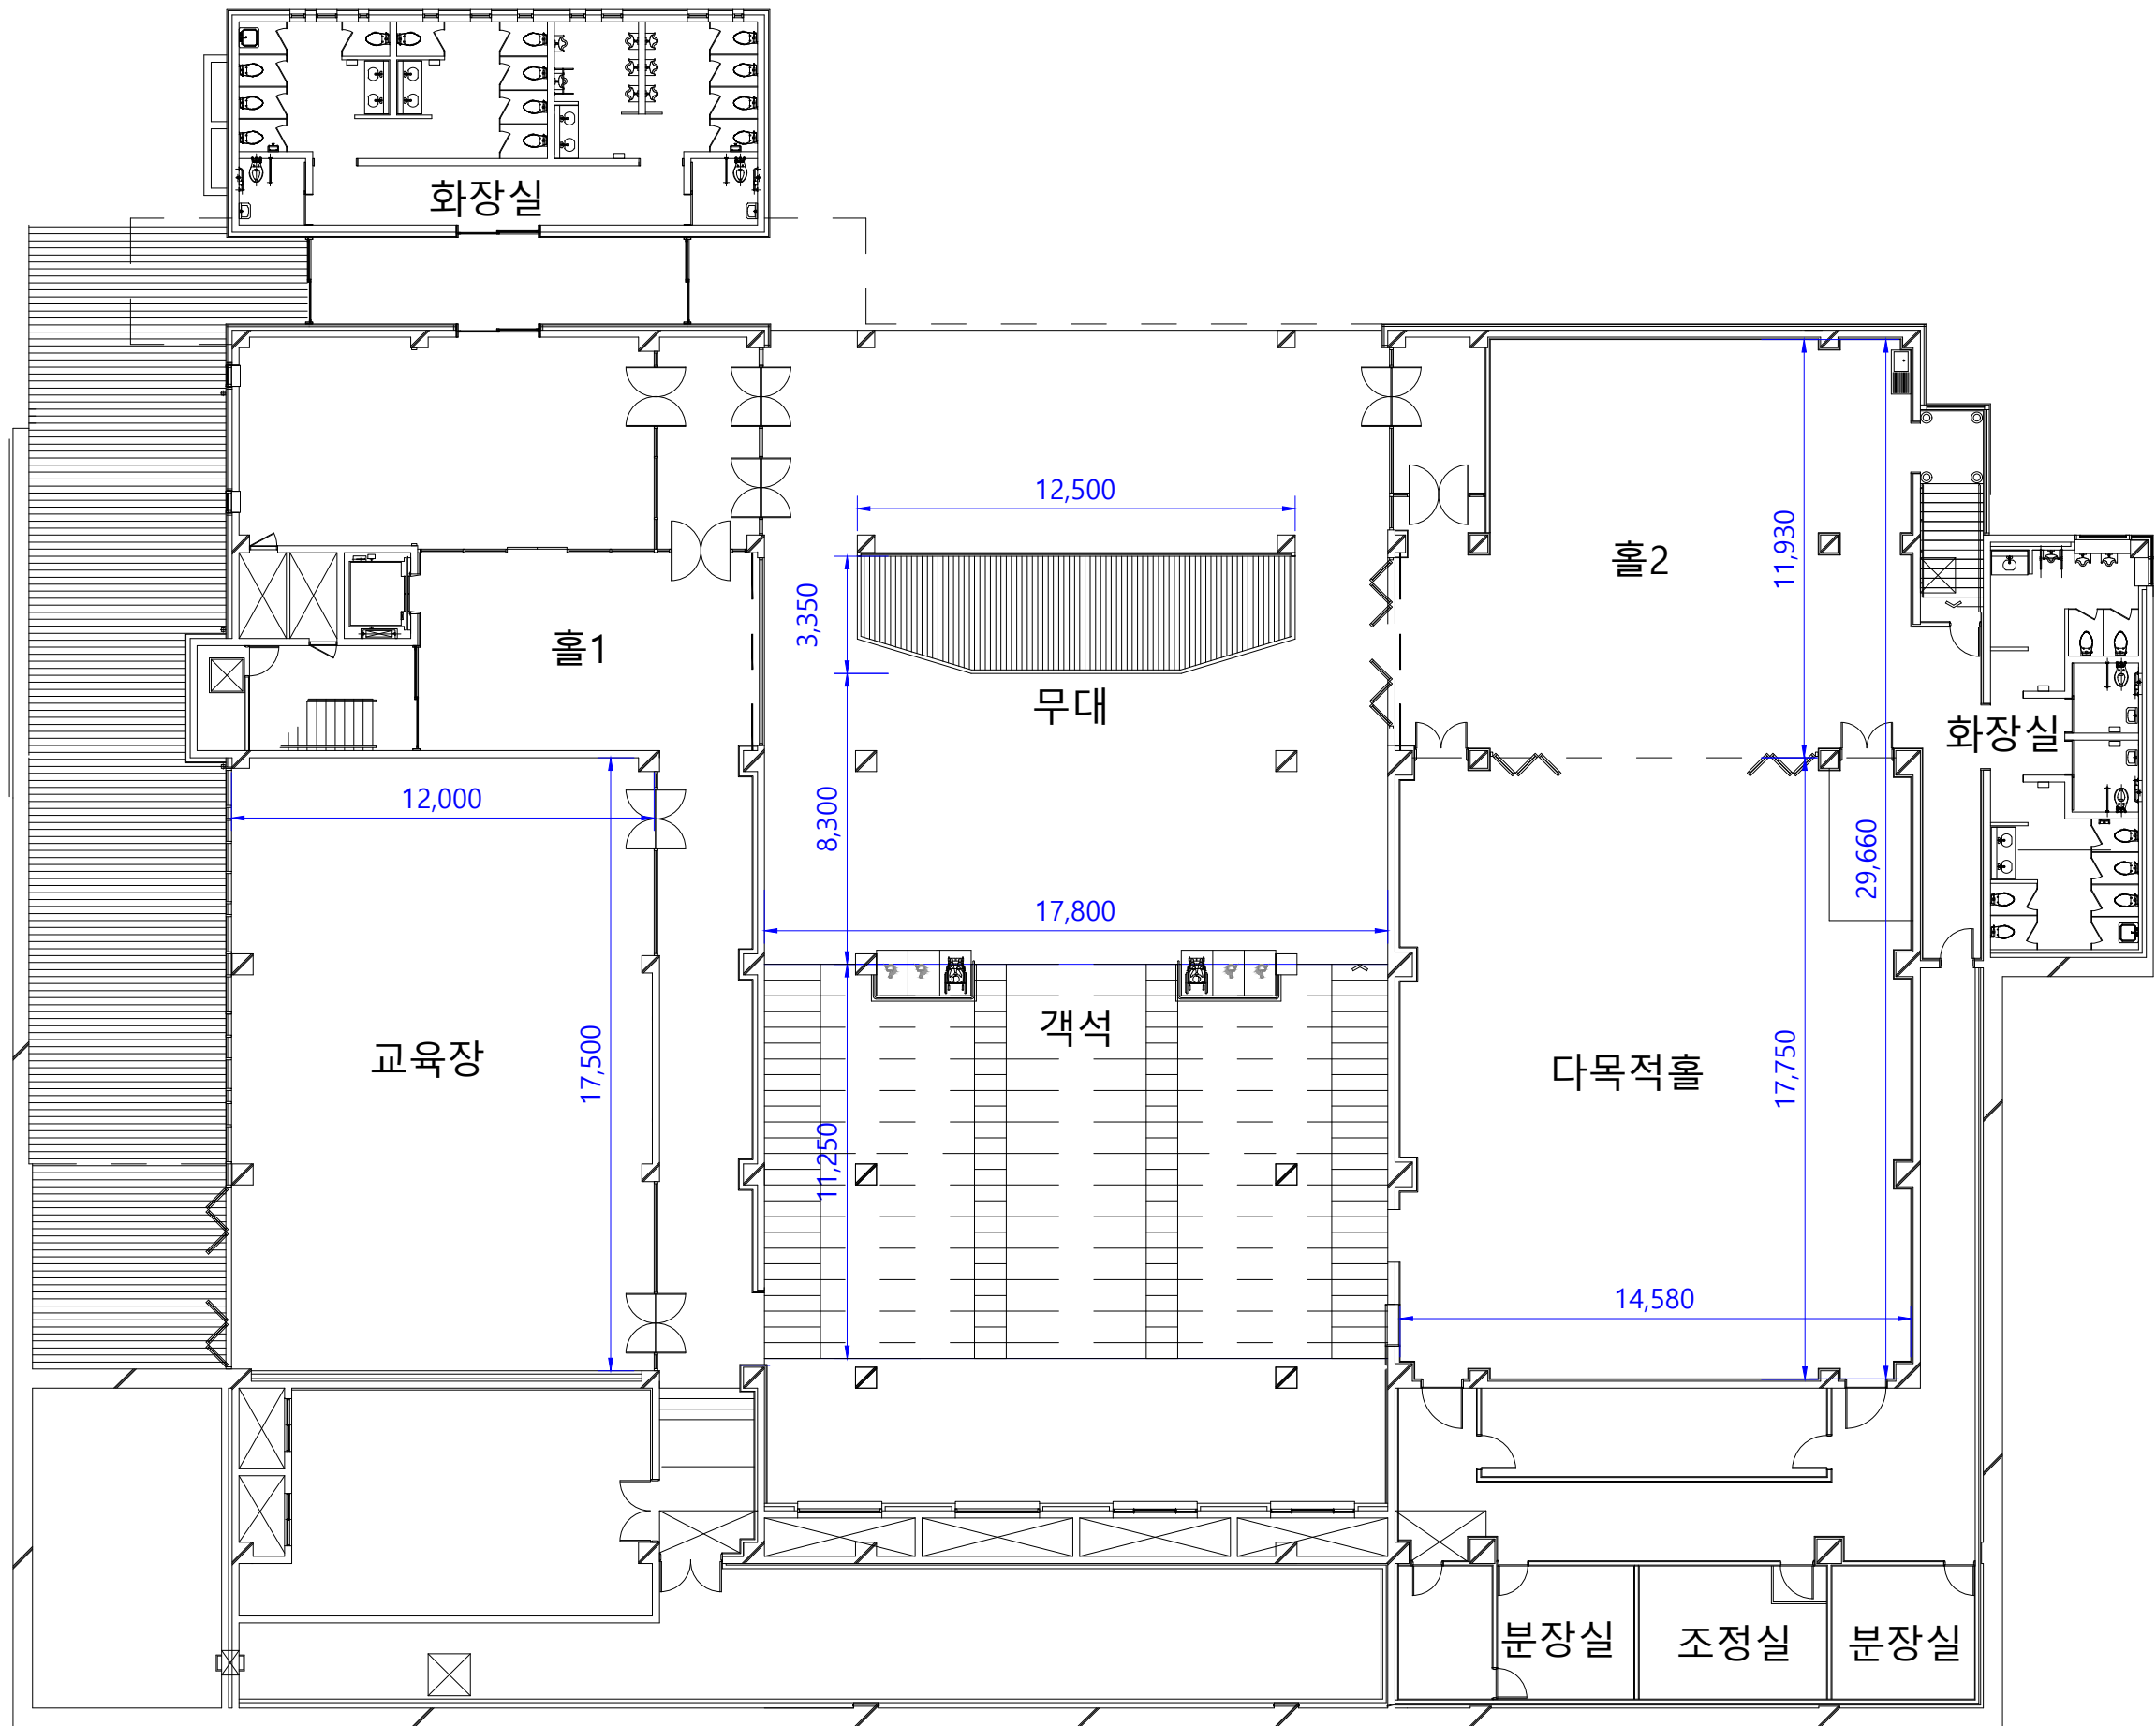 화장실
12,500
11,930
홀2
3,350
홀1
무대
화장실
12,000
8,300
29,660
17,800
객석
17,500
교육장
17,750
다목적홀
11,250
14,580
분장실
조정실
분장실